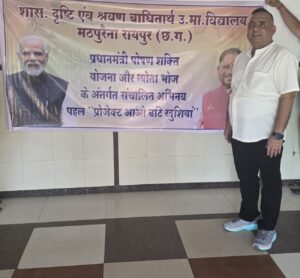 शास. दृष्टि एवं श्रवण बाधितार्थ उ.मा.विद्यालय
मठपुरैना रायपुर (छ.ग.)
प्रधानमंत्री पोषण शक्ति
योजना और न्योता भोज
के अंतर्गत संचालित अभिनव
पहल "प्रोजेक्ट आओ बांटे खुशियां"